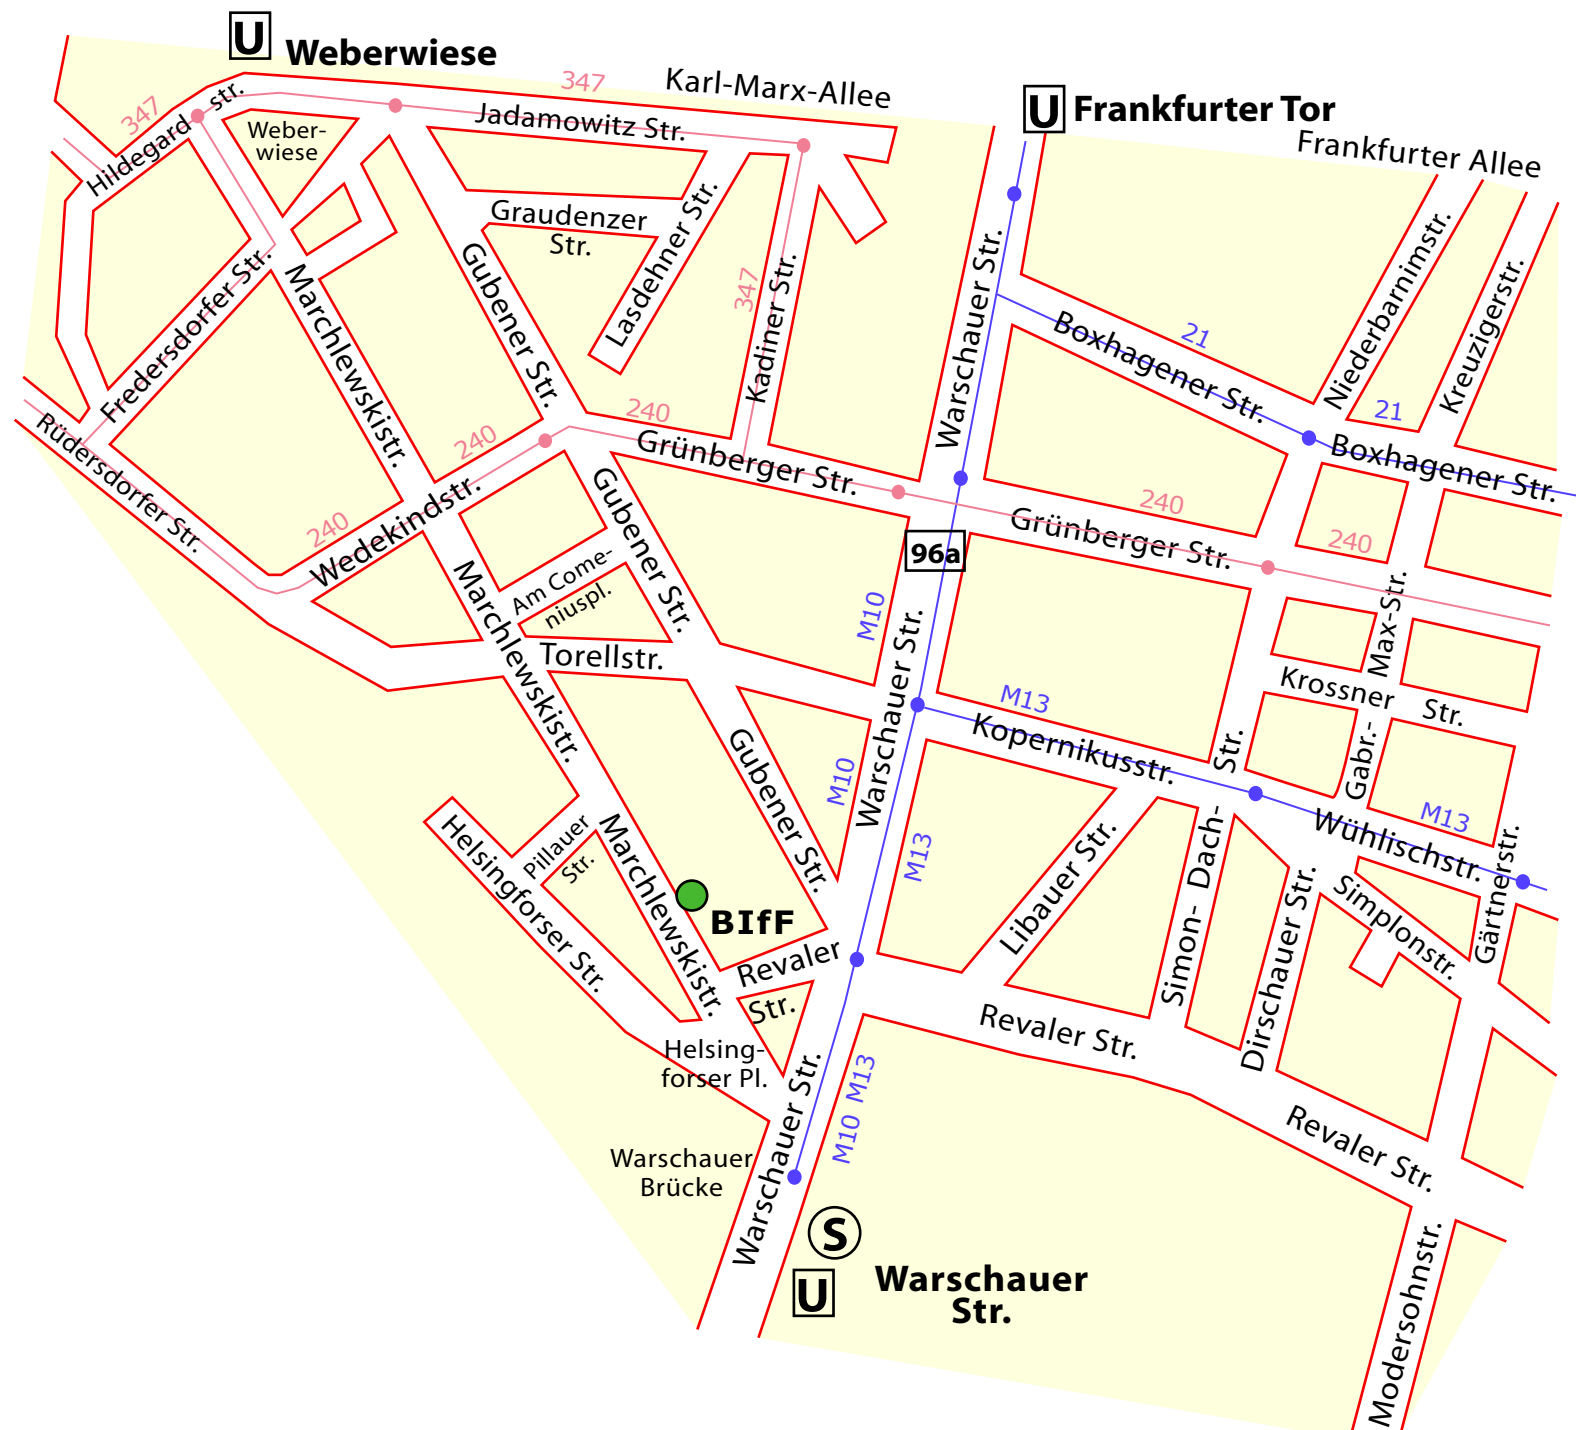 U
Weberwiese
347
Karl-Marx-Allee
U
Frankfurter Tor
347
Hildegard
str.
Weber-
wiese
Jadamowitz Str.
Frankfurter Allee
Graudenzer
Str.
Lasdehner Str.
347
Kadiner Str.
Warschauer Str.
Niederbarnimstr.
Kreuzigerstr.
Fredersdorfer Str.
Marchlewskistr.
Gubener Str.
Boxhagener Str.
21
21
Boxhagener Str.
Rüdersdorfer Str.
240
Wedekindstr.
240
240
Grünberger Str.
240
Grünberger Str.
240
96a
Gubener Str.
Am Come-
niuspl.
Marchlewskistr.
M10
Warschauer Str.
Torellstr.
Gabr.-
Max-Str.
Krossner
Str.
M13
Kopernikusstr.
M10
Gubener Str.
M13
Simon-
Dach-
Str.
Wühlischstr.
M13
Gärtnerstr.
Libauer Str.
Dirschauer Str.
Simplonstr.
Helsingforser Str.
Pillauer
Str.
Marchlewskistr.
BIfF
Revaler
Str.
Revaler Str.
Helsing-
forser Pl.
Warschauer Str.
M10 M13
Warschauer
Brücke
Revaler Str.
S
U
Warschauer
Str.
Modersohnstr.